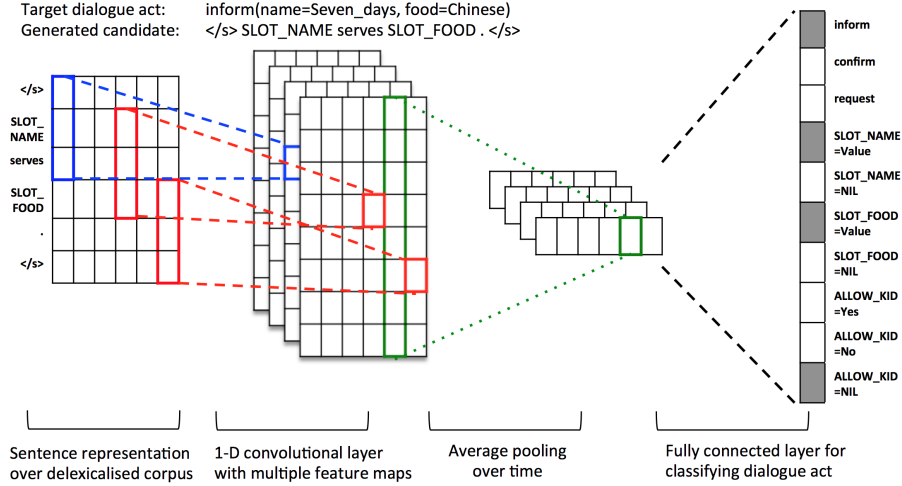 Target dialogue act: inform(name=Seven_days, food=Chinese)
Generated candidate: </s> SLOT_NAME serves SLOT_FOOD . </s>
</s>
SLOT_
NAME
serves
SLOT_
FOOD
.
</s>
inform
confirm
request
SLOT_NAME
=Value
SLOT_NAME
=NIL
SLOT_FOOD
=Value
SLOT_FOOD
=NIL
ALLOW_KID
=Yes
ALLOW_KID
=No
ALLOW_KID
=NIL
Sentence representation
over delexicalised corpus
1-D convolutional layer
with multiple feature maps
Average pooling
over time
Fully connected layer for
classifying dialogue act